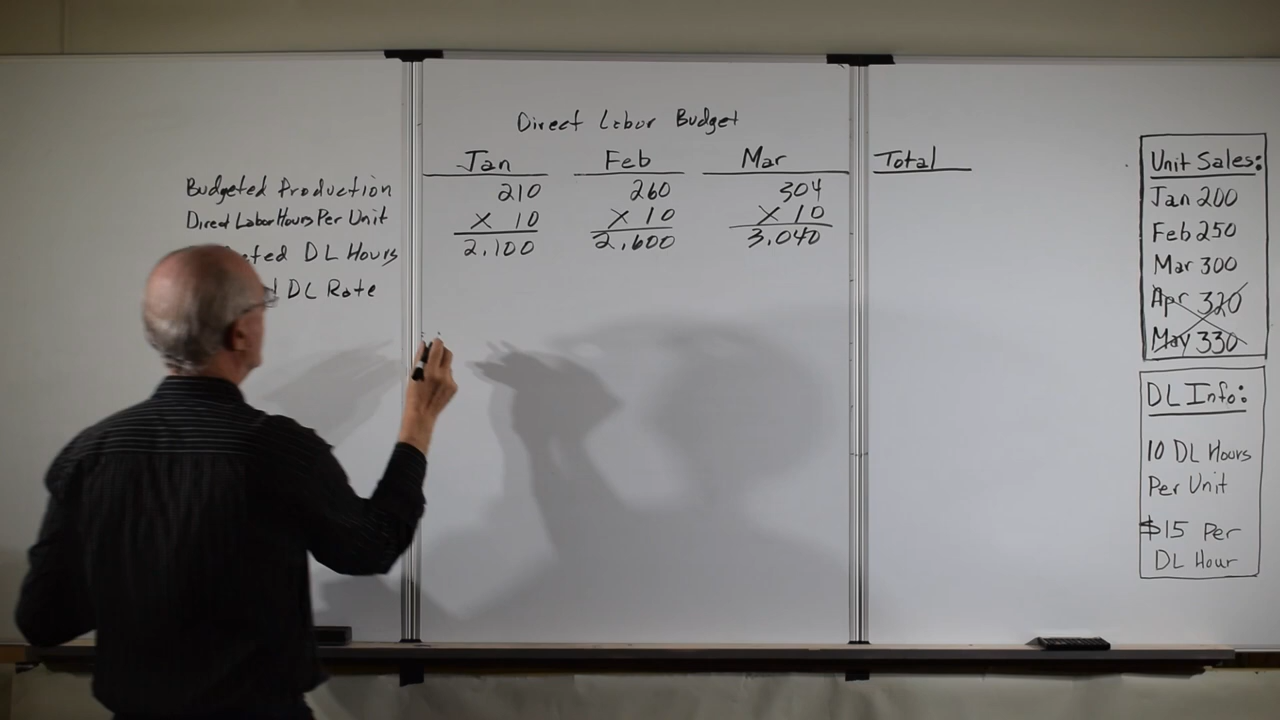 Direct Labor Budget
Jan Feb Mar Total
Budgeted Production 210 260 304
Direct Labor Hours Per Unit X 10 X 10 X 10
DL Hours 2,100 2,600 3,040
DL Rate
Unit Sales:
Jan 200
Feb 250
Mar 300
Apr 320
May 330
DL Info:
10 DL Hours
Per Unit
$15 Per
DL Hour